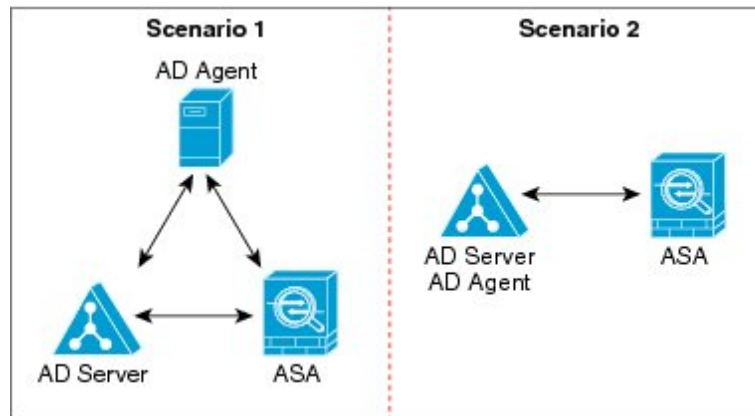 Scenario 1
AD Agent
AD Server
ASA
Scenario 2
AD Server
AD Agent
ASA